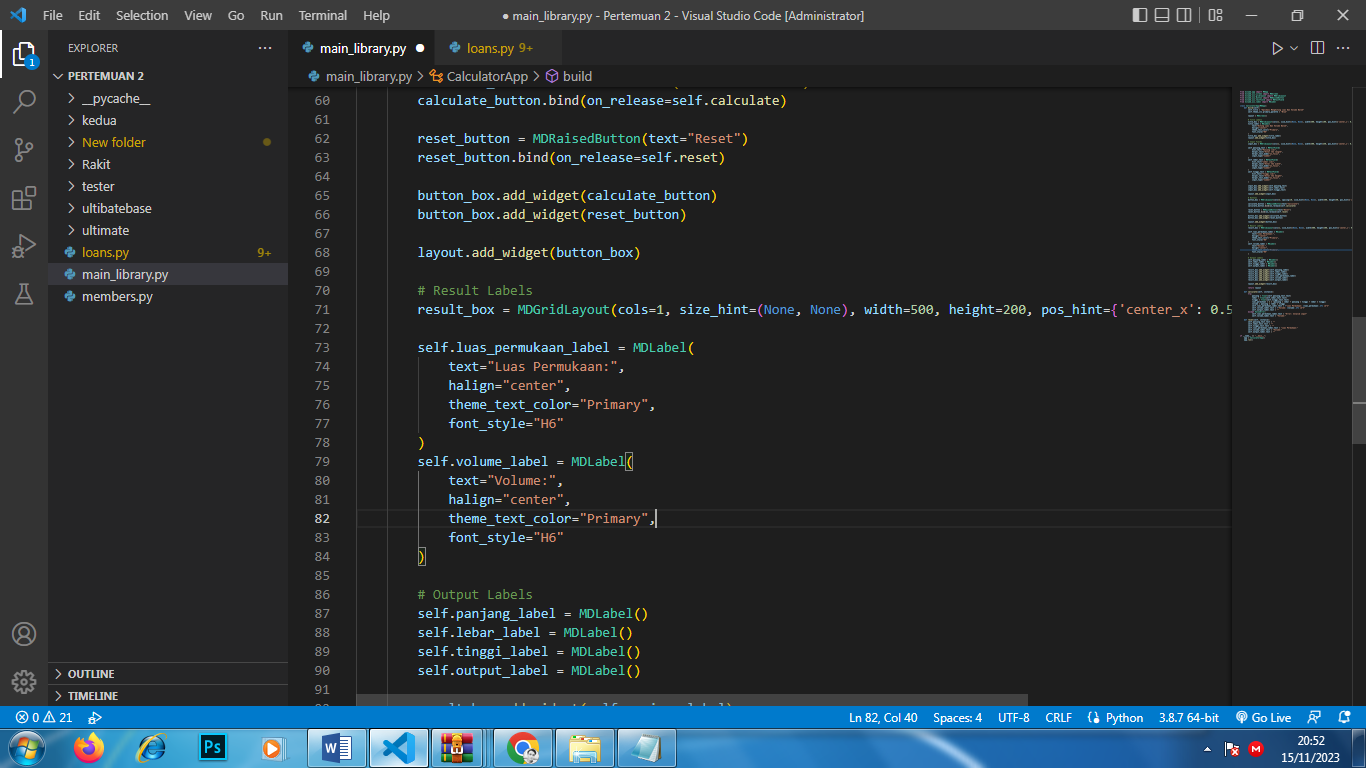 File Edit Selection View Go Run Terminal Help
● main_library.py - Pertemuan 2 - Visual Studio Code [Administrator]
EXPLORER
main_library.py
loans.py 9+
main_library.py > CalculatorApp > build
PERTEMUAN 2
__pycache__
kedua
New folder
Rakit
tester
ultibatebase
ultimate
loans.py 9+
main_library.py
members.py
OUTLINE
TIMELINE
1
60 calculate_button.bind(on_release=self.calculate)
61
62 reset_button = MDRaisedButton(text="Reset")
63 reset_button.bind(on_release=self.reset)
64
65 button_box.add_widget(calculate_button)
66 button_box.add_widget(reset_button)
67
68 layout.add_widget(button_box)
69
70 # Result Labels
71 result_box = MDGridLayout(cols=1, size_hint=(None, None), width=500, height=200, pos_hint={'center_x': 0.5
72
73 self.luas_permukaan_label = MDLabel(
74 text="Luas Permukaan:",
75 halign="center",
76 theme_text_color="Primary",
77 font_style="H6"
78 )
79 self.volume_label = MDLabel(
80 text="Volume:",
81 halign="center",
82 theme_text_color="Primary",
83 font_style="H6"
84 )
85
86 # Output Labels
87 self.panjang_label = MDLabel()
88 self.lebar_label = MDLabel()
89 self.tinggi_label = MDLabel()
90 self.output_label = MDLabel()
91
0 21
Ln 82, Col 40 Spaces: 4 UTF-8 CRLF Python 3.8.7 64-bit Go Live
Ps
W
M
20:52
15/11/2023